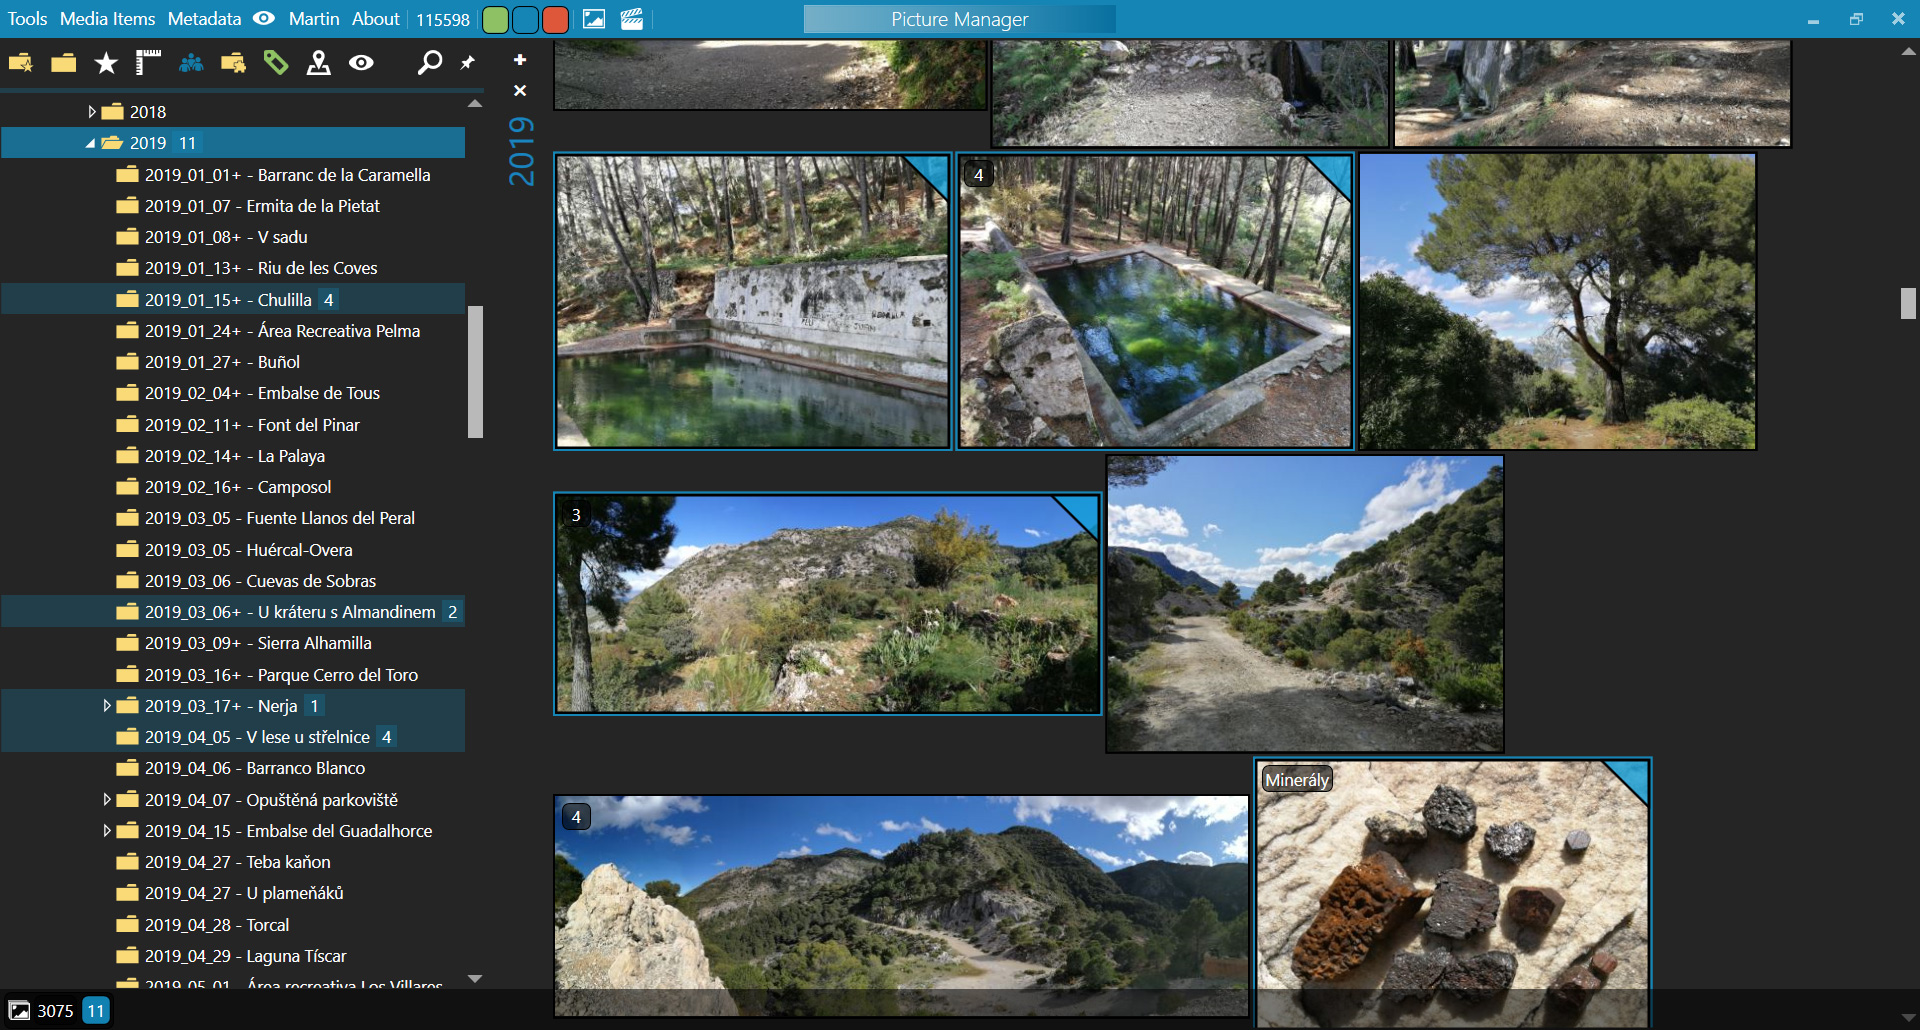 Tools Media Items Metadata Martin About 115598 Picture Manager
2018
2019 11
2019_01_01+ - Barranc de la Caramella
2019_01_07 - Ermita de la Pietat
2019_01_08+ - V sadu
2019_01_13+ - Riu de les Coves
2019_01_15+ - Chulilla 4
2019_01_24+ - Área Recreativa Pelma
2019_01_27+ - Buñol
2019_02_04+ - Embalse de Tous
2019_02_11+ - Font del Pinar
2019_02_14+ - La Palaya
2019_02_16+ - Camposol
2019_03_05 - Fuente Llanos del Peral
2019_03_05 - Huércal-Overa
2019_03_06 - Cuevas de Sobras
2019_03_06+ - U kráteru s Almandinem 2
2019_03_09+ - Sierra Alhamilla
2019_03_16+ - Parque Cerro del Toro
2019_03_17+ - Nerja 1
2019_04_05 - V lese u střelnice 4
2019_04_06 - Barranco Blanco
2019_04_07 - Opuštěná parkoviště
2019_04_15 - Embalse del Guadalhorce
2019_04_27 - Teba kaňon
2019_04_27 - U plameňáků
2019_04_28 - Torcal
2019_04_29 - Laguna Tíscar
2019_05_01 - Área recreativa Los Villares
3075 11
2019
4
3
4
Minerály